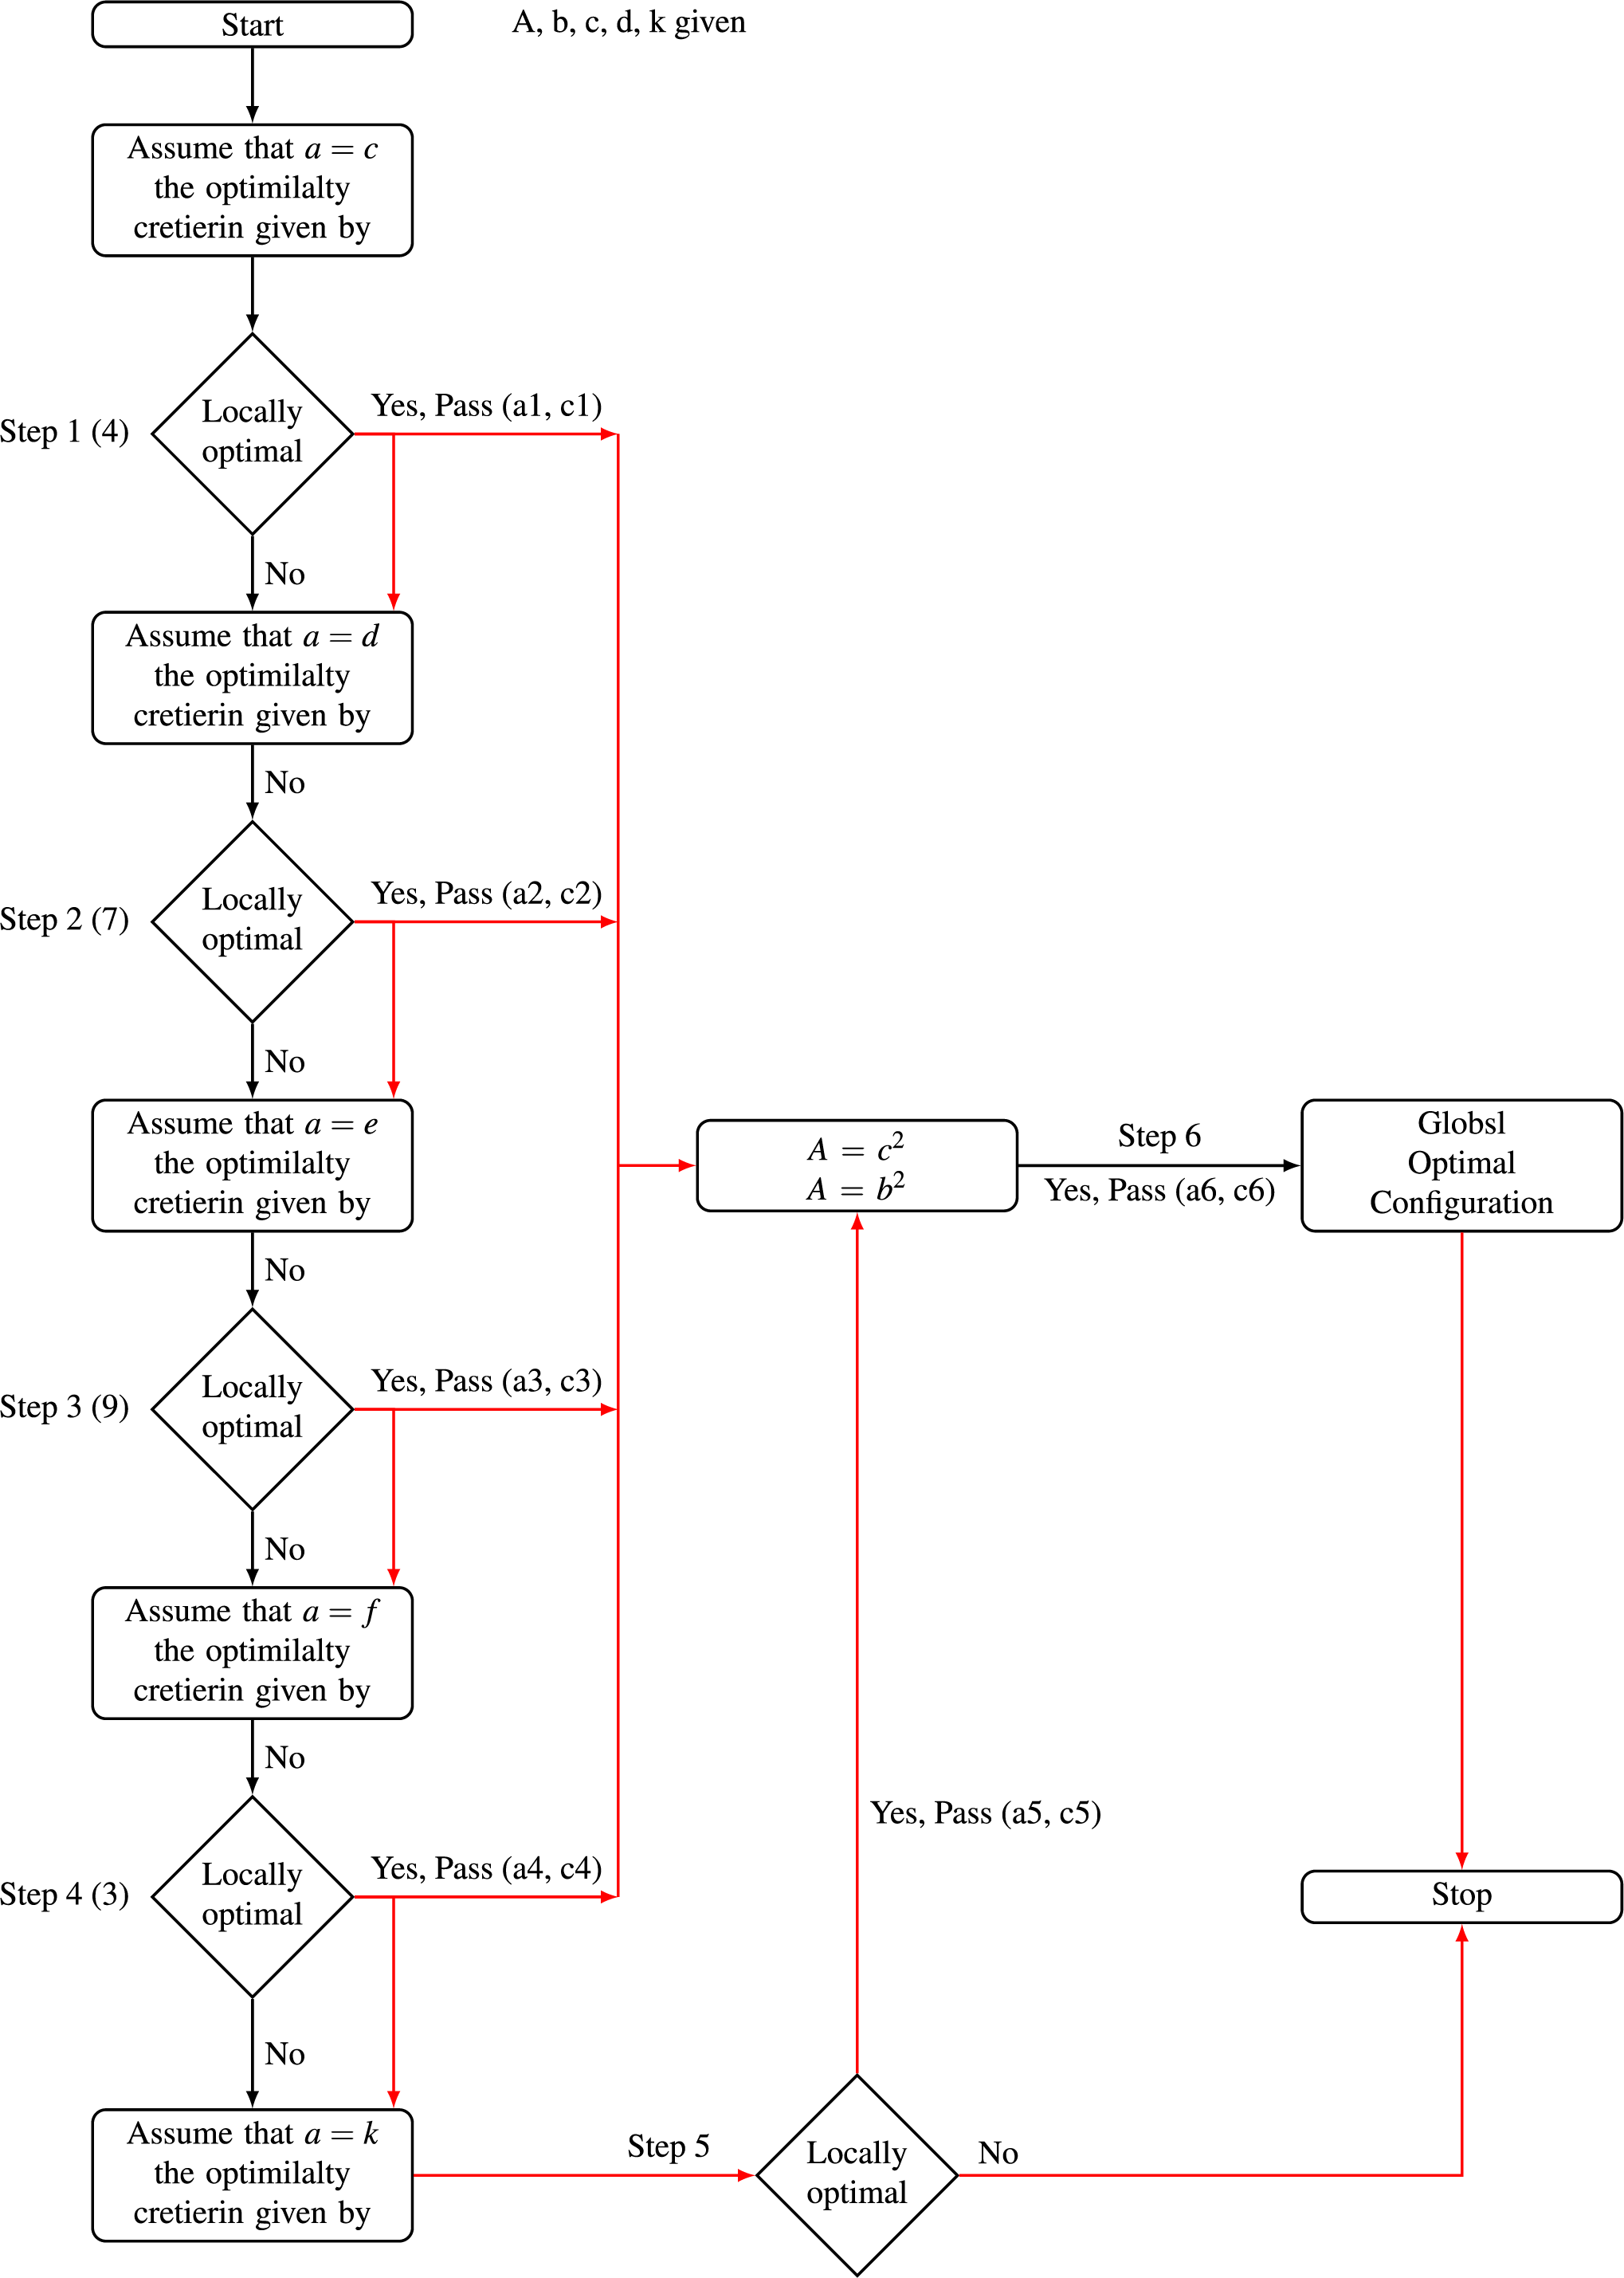 Start
A, b, c, d, k given
Assume that a = c
the optimilalty
cretierin given by
Step 1 (4)
Locally
optimal
Yes, Pass (a1, c1)
No
Assume that a = d
the optimilalty
cretierin given by
No
Step 2 (7)
Locally
optimal
Yes, Pass (a2, c2)
No
Assume that a = e
the optimilalty
cretierin given by
A = c²
A = b²
Step 6
Yes, Pass (a6, c6)
Globsl
Optimal
Configuration
No
Step 3 (9)
Locally
optimal
Yes, Pass (a3, c3)
No
Assume that a = f
the optimilalty
cretierin given by
No
Yes, Pass (a5, c5)
Step 4 (3)
Locally
optimal
Yes, Pass (a4, c4)
Stop
No
Assume that a = k
the optimilalty
cretierin given by
Step 5
Locally
optimal
No